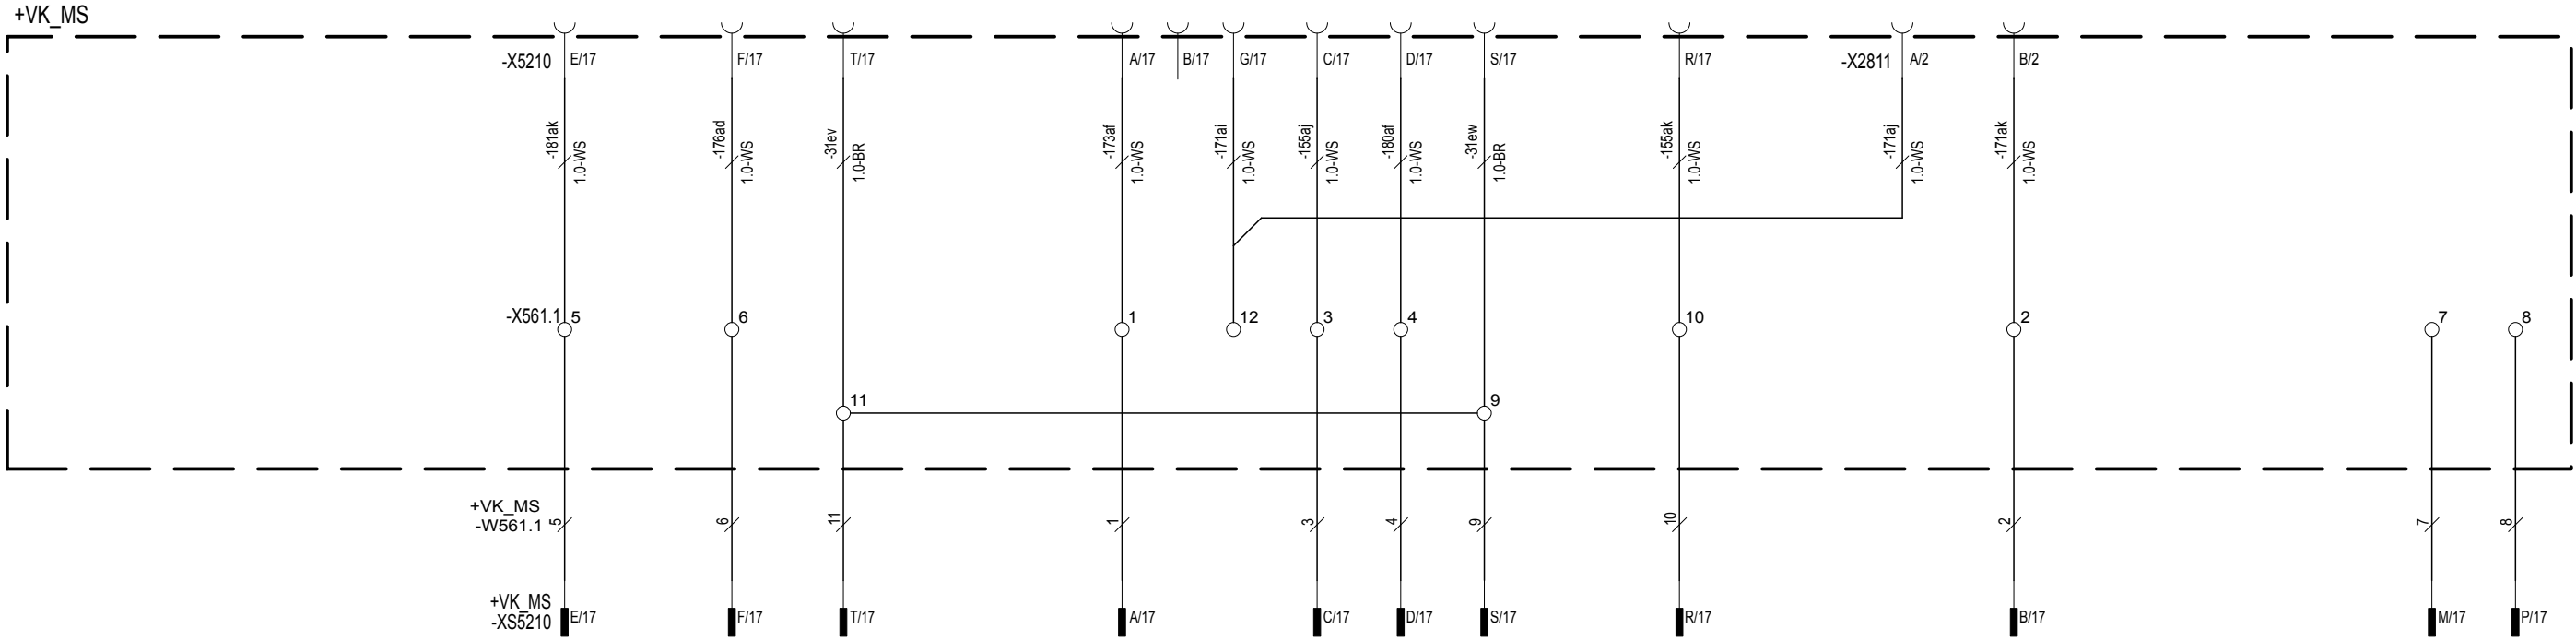 +VK_MS
-X5210 E/17 F/17 T/17 A/17 B/17 G/17 C/17 D/17 S/17 R/17 -X2811 A/2 B/2
-181ak 1.0-WS -176ad 1.0-WS -31ev 1.0-BR -173af 1.0-WS -171ai 1.0-WS -155aj 1.0-WS -180af 1.0-WS -31ew 1.0-BR -155ak 1.0-WS -171aj 1.0-WS -171ak 1.0-WS
-X561.1 5 6 1 12 3 4 10 2 7 8
11 9
+VK_MS
-W561.1 5 6 11 1 3 4 9 10 2 7 8
+VK_MS
-XS5210 E/17 F/17 T/17 A/17 C/17 D/17 S/17 R/17 B/17 M/17 P/17